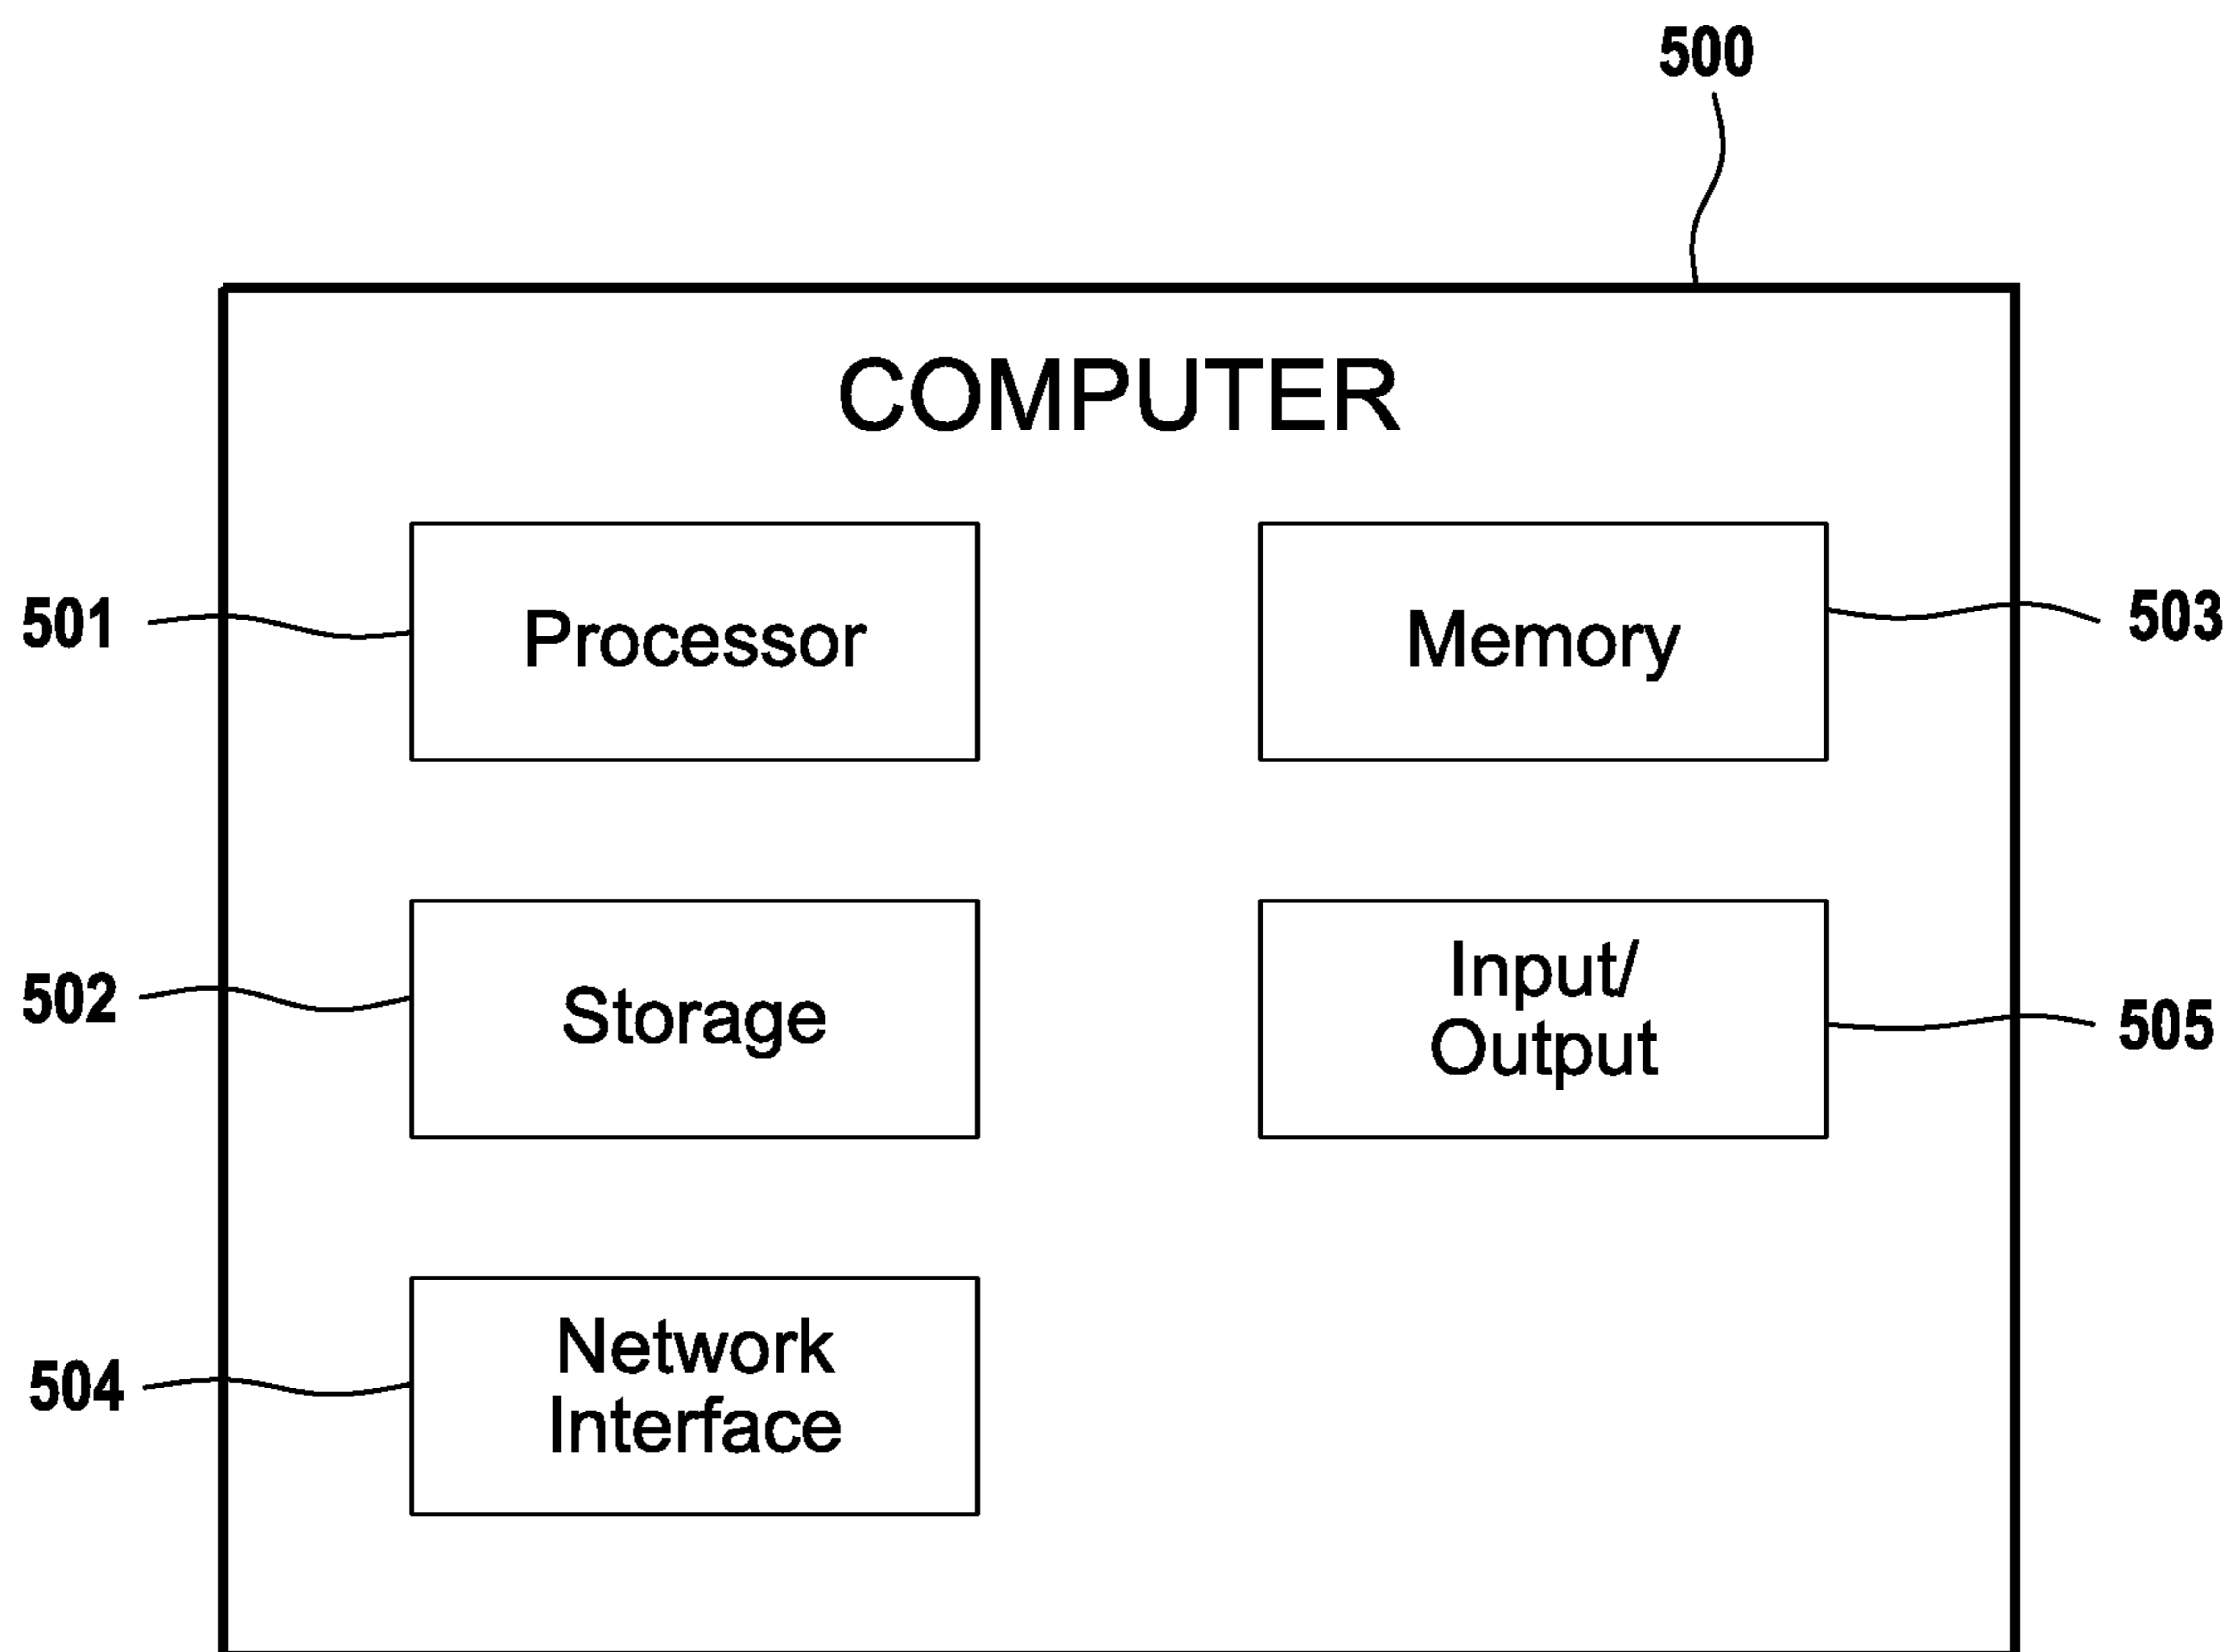 500
COMPUTER
501
Processor
Memory
503
502
Storage
Input/
Output
505
504
Network
Interface